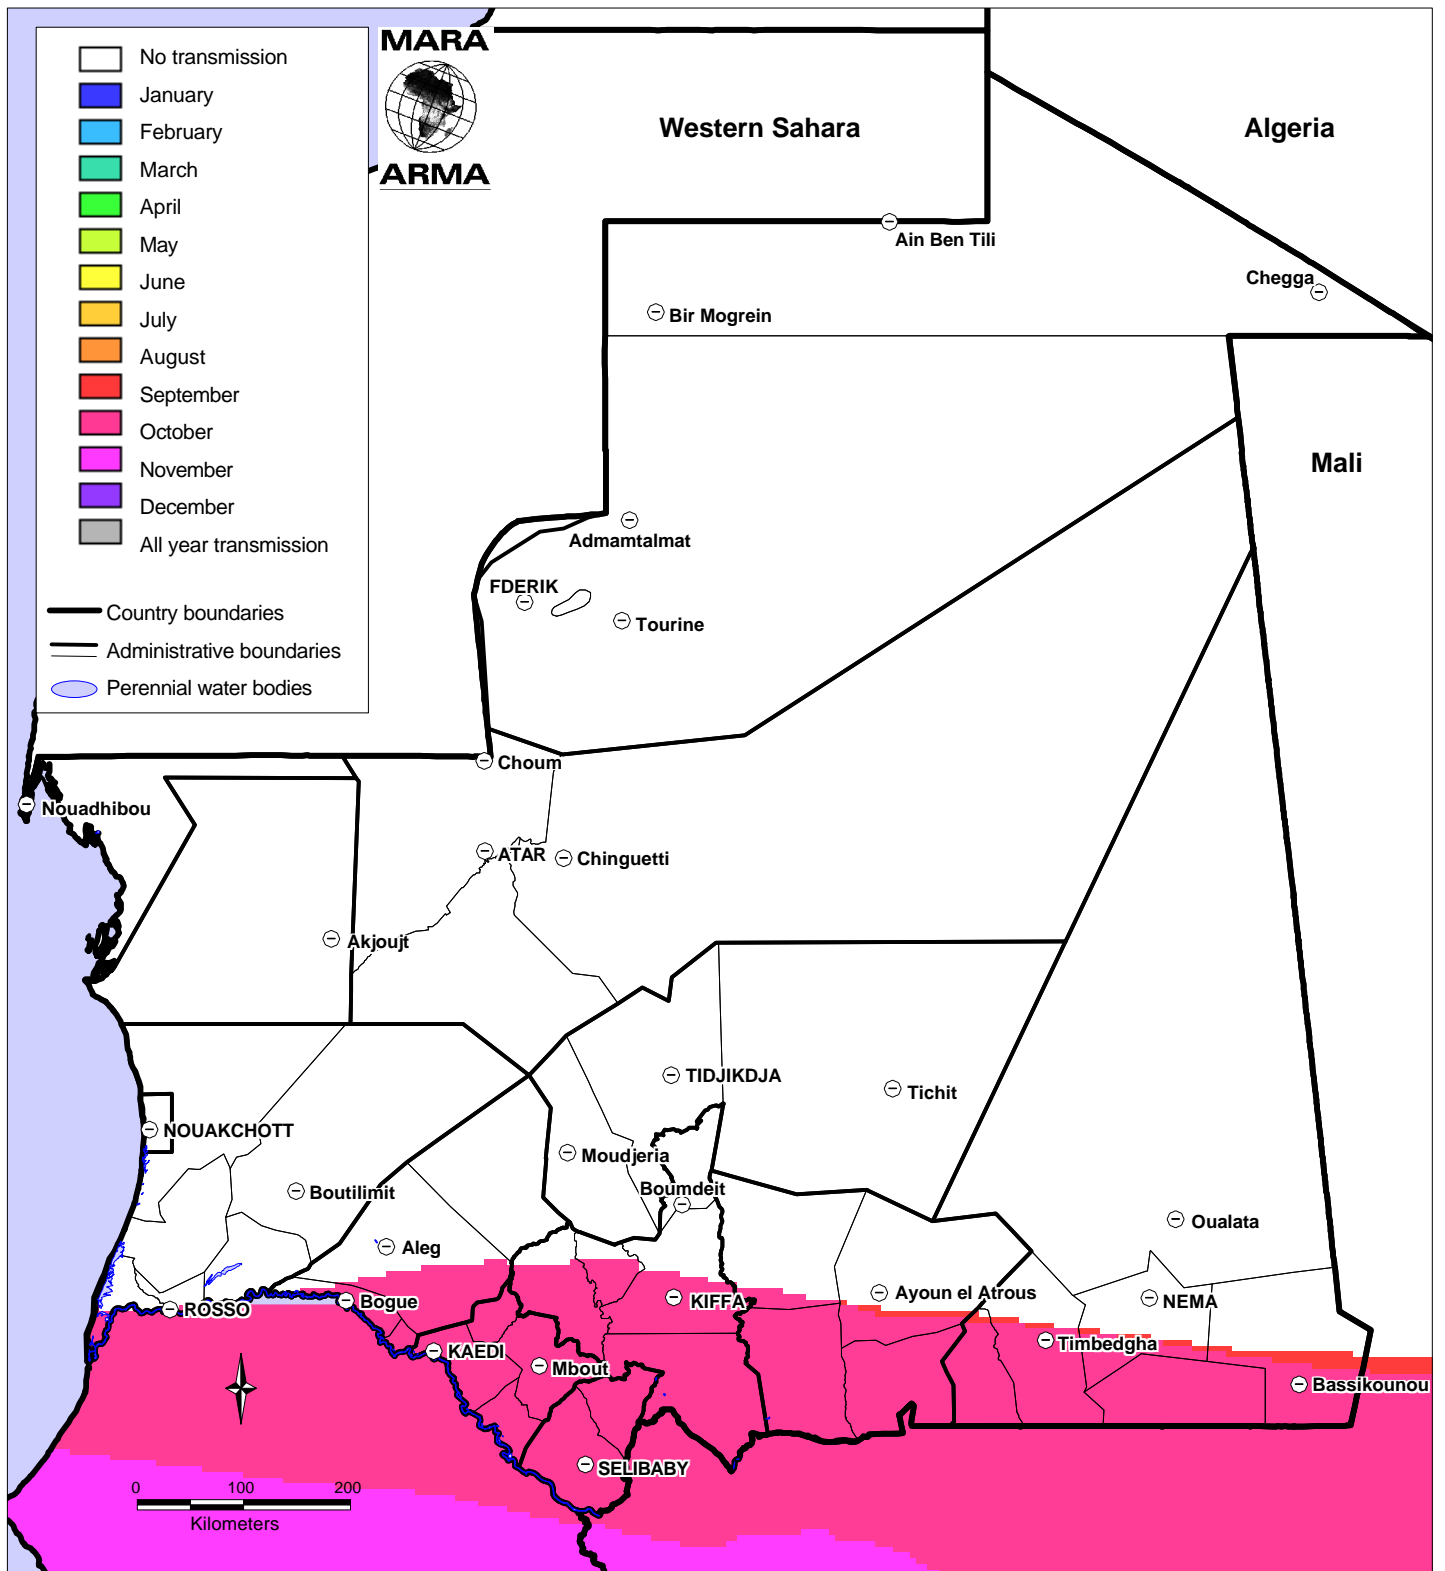 No transmission
January
February
March
April
May
June
July
August
September
October
November
December
All year transmission
Country boundaries
Administrative boundaries
Perennial water bodies
MARA
ARMA
Western Sahara
Algeria
Ain Ben Tili
Chegga
Bir Mogrein
Mali
Admamtalmat
FDERIK
Tourine
Choum
Nouadhibou
ATAR
Chinguetti
Akjoujt
TIDJIKDJA
Tichit
NOUAKCHOTT
Moudjeria
Boutilimit
Boumdeit
Oualata
Aleg
Ayoun el Atrous
NEMA
ROSSO
Bogue
KIFFA
KAEDI
Mbout
Timbedgha
Bassikounou
SELIBABY
0 100 200
Kilometers